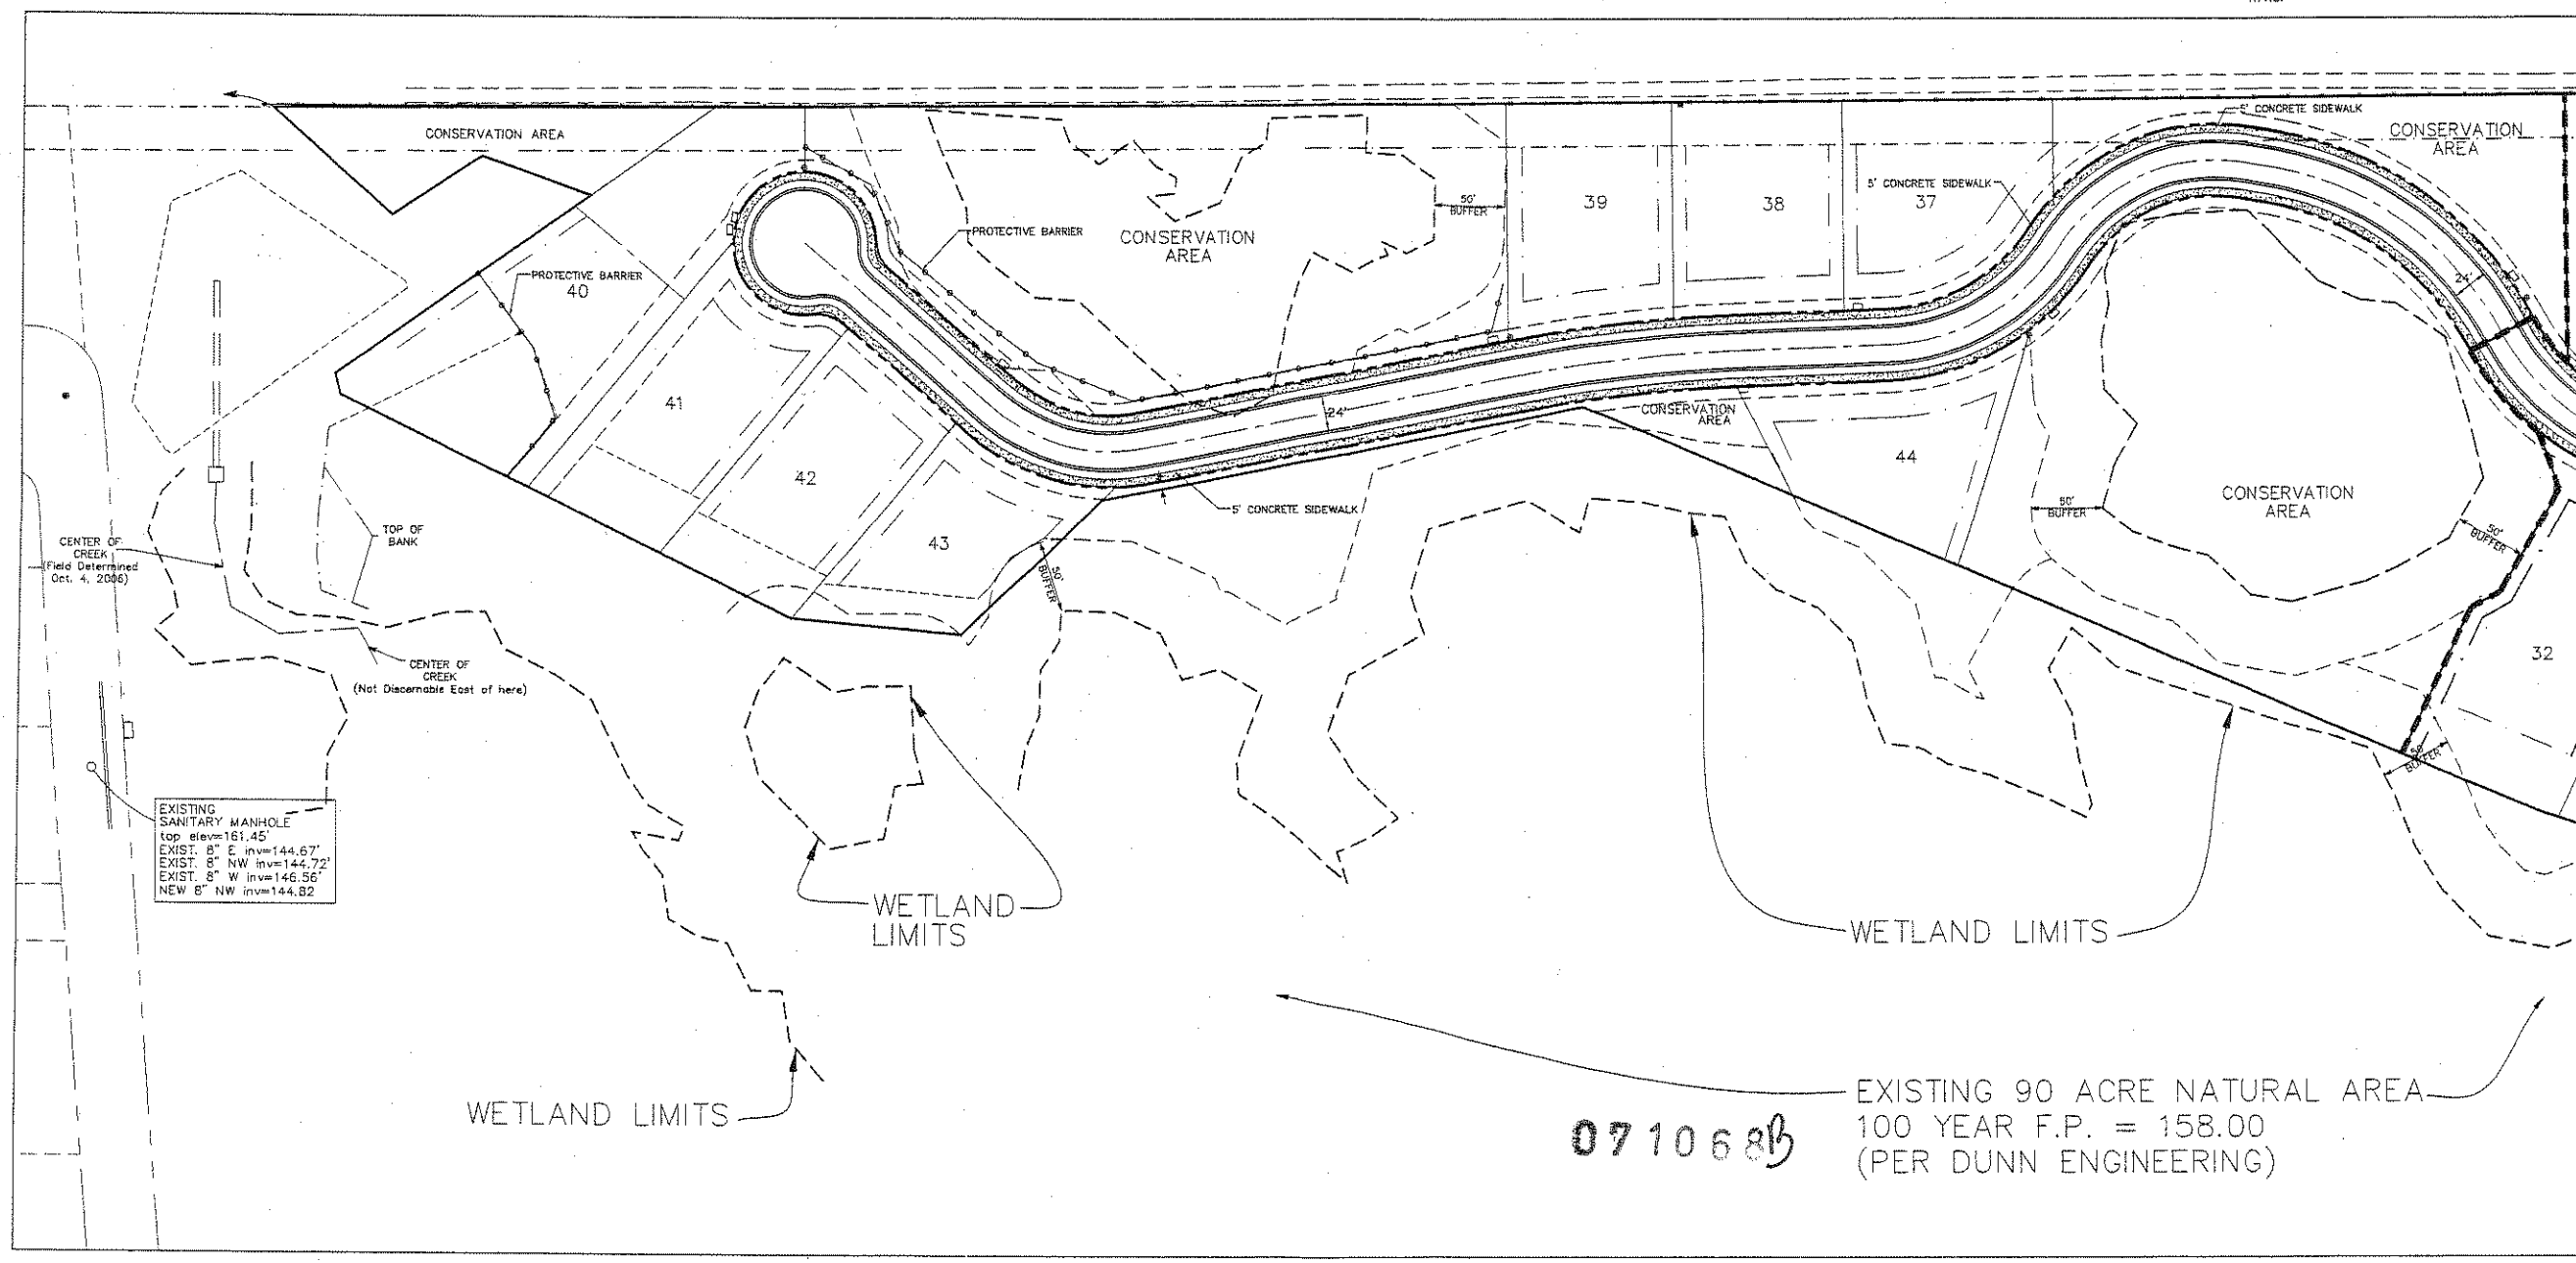 5' CONCRETE SIDEWALK
CONSERVATION AREA
CONSERVATION
AREA
5' CONCRETE SIDEWALK
50'
BUFFER
39
38
37
PROTECTIVE BARRIER
CONSERVATION
AREA
PROTECTIVE BARRIER
40
24'
41
24'
CONSERVATION
AREA
42
44
5' CONCRETE SIDEWALK
CONSERVATION
AREA
50'
BUFFER
50'
BUFFER
TOP OF
BANK
43
CENTER OF
CREEK
(Field Determined
Oct. 4, 2006)
50'
BUFFER
32
CENTER OF
CREEK
(Not Discernable East of here)
50'
BUFFER
EXISTING
SANITARY MANHOLE
top elev=161.45'
EXIST. 8" E inv=144.67'
EXIST. 8" NW inv=144.72'
EXIST. 8" W inv=146.56'
NEW 8" NW inv=144.82
WETLAND
LIMITS
WETLAND LIMITS
WETLAND LIMITS
EXISTING 90 ACRE NATURAL AREA
100 YEAR F.P. = 158.00
(PER DUNN ENGINEERING)
071068B